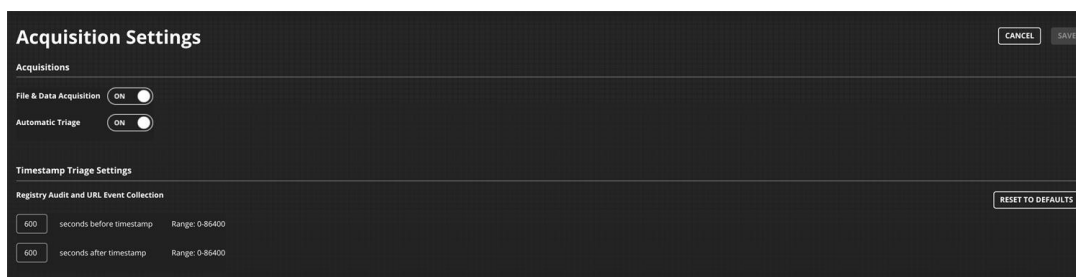 Acquisition Settings
CANCEL SAVE
Acquisitions
File & Data Acquisition ON
Automatic Triage ON
Timestamp Triage Settings
Registry Audit and URL Event Collection
RESET TO DEFAULTS
600 seconds before timestamp Range: 0-86400
600 seconds after timestamp Range: 0-86400